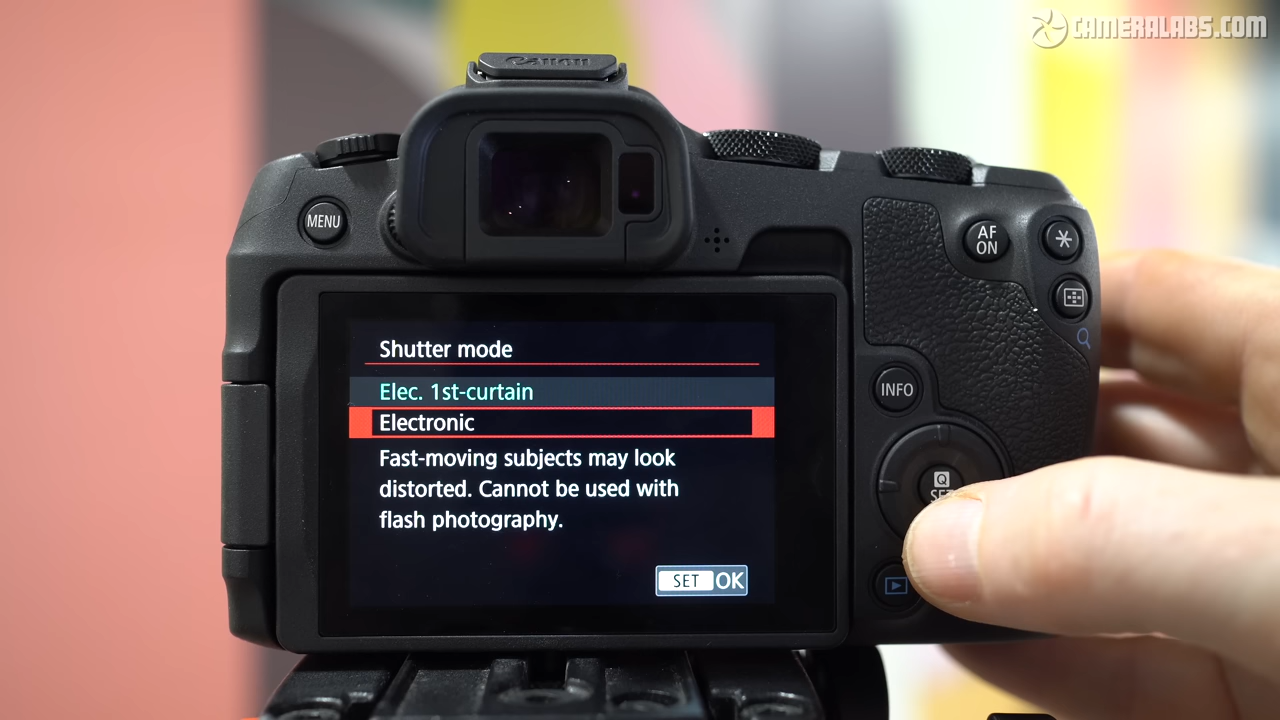 CAMERALABS.COM
Canon
MENU
AF
ON
Shutter mode
Elec. 1st-curtain
Electronic
Fast-moving subjects may look
distorted. Cannot be used with
flash photography.
SET OK
INFO
Q
SET